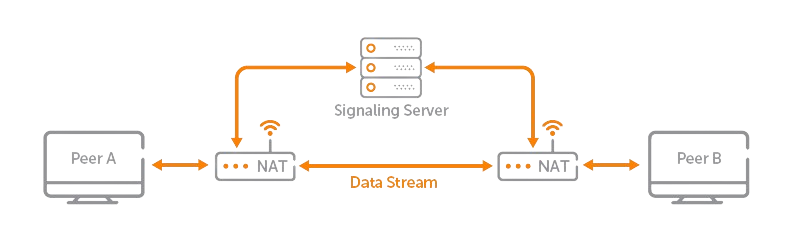 Signaling Server
Peer A
NAT
Data Stream
NAT
Peer B